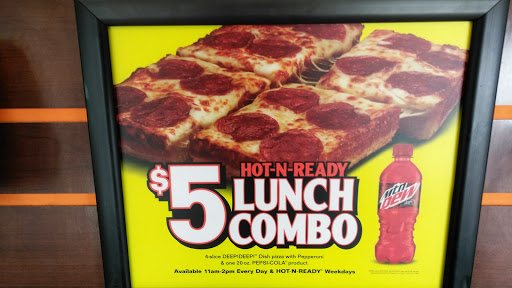 $5
HOT-N-READY
LUNCH
COMBO
4-slice DEEP!DEEP!™ Dish pizza with Pepperoni
& one 20 oz. PEPSI-COLA® product
Available 11am-2pm Every Day & HOT-N-READY® Weekdays
mtn
DEW